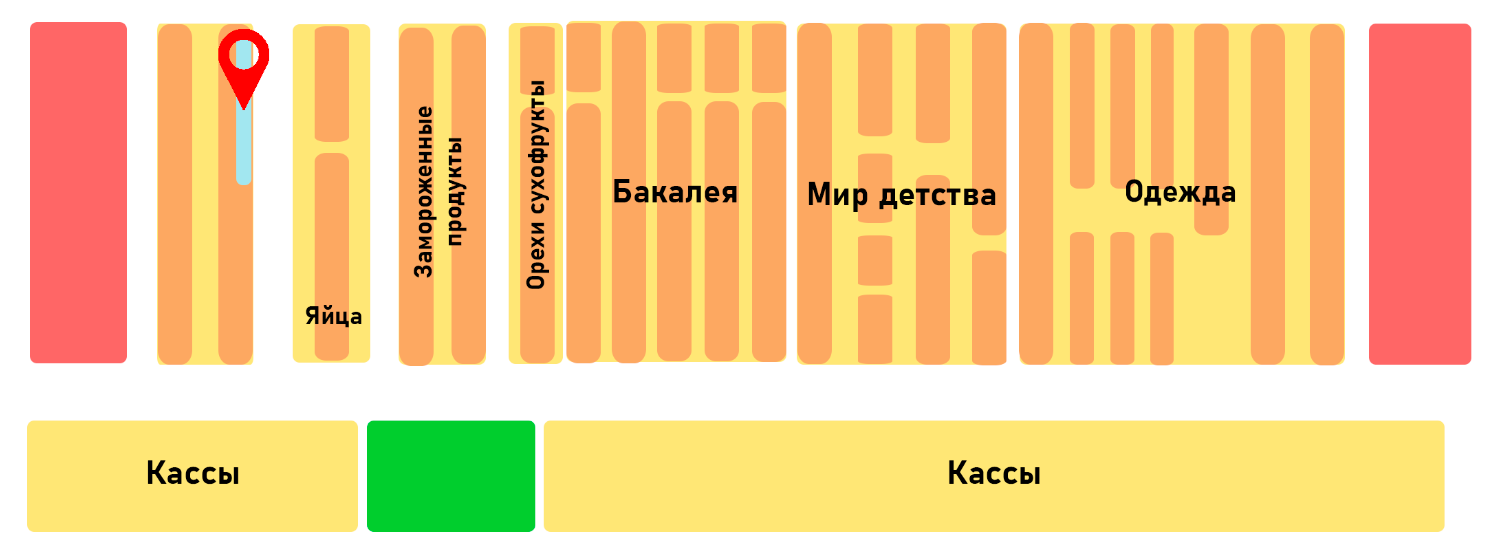 Яйца
Замороженные
продукты
Орехи сухофрукты
Бакалея
Мир детства
Одежда
Кассы
Кассы